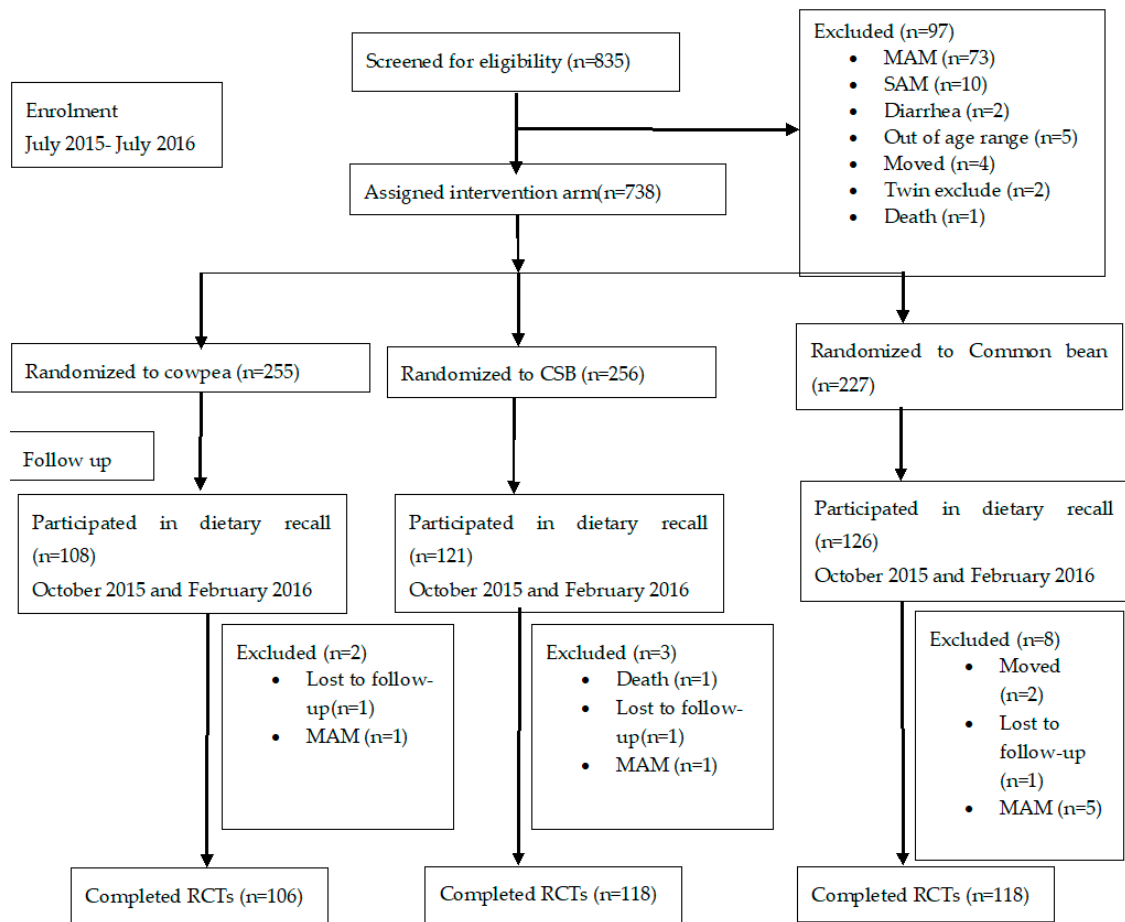 Screened for eligibility (n=835)
Excluded (n=97)
• MAM (n=73)
• SAM (n=10)
• Diarrhea (n=2)
• Out of age range (n=5)
• Moved (n=4)
• Twin exclude (n=2)
• Death (n=1)
Enrolment
July 2015- July 2016
Assigned intervention arm(n=738)
Randomized to cowpea (n=255)
Randomized to CSB (n=256)
Randomized to Common bean
(n=227)
Follow up
Participated in dietary recall
(n=108)
October 2015 and February 2016
Participated in dietary recall
(n=121)
October 2015 and February 2016
Participated in dietary recall
(n=126)
October 2015 and February 2016
Excluded (n=2)
• Lost to follow-
up(n=1)
• MAM (n=1)
Excluded (n=3)
• Death (n=1)
• Lost to follow-
up(n=1)
• MAM (n=1)
Excluded (n=8)
• Moved
(n=2)
• Lost to
follow-up
(n=1)
• MAM (n=5)
Completed RCTs (n=106)
Completed RCTs (n=118)
Completed RCTs (n=118)